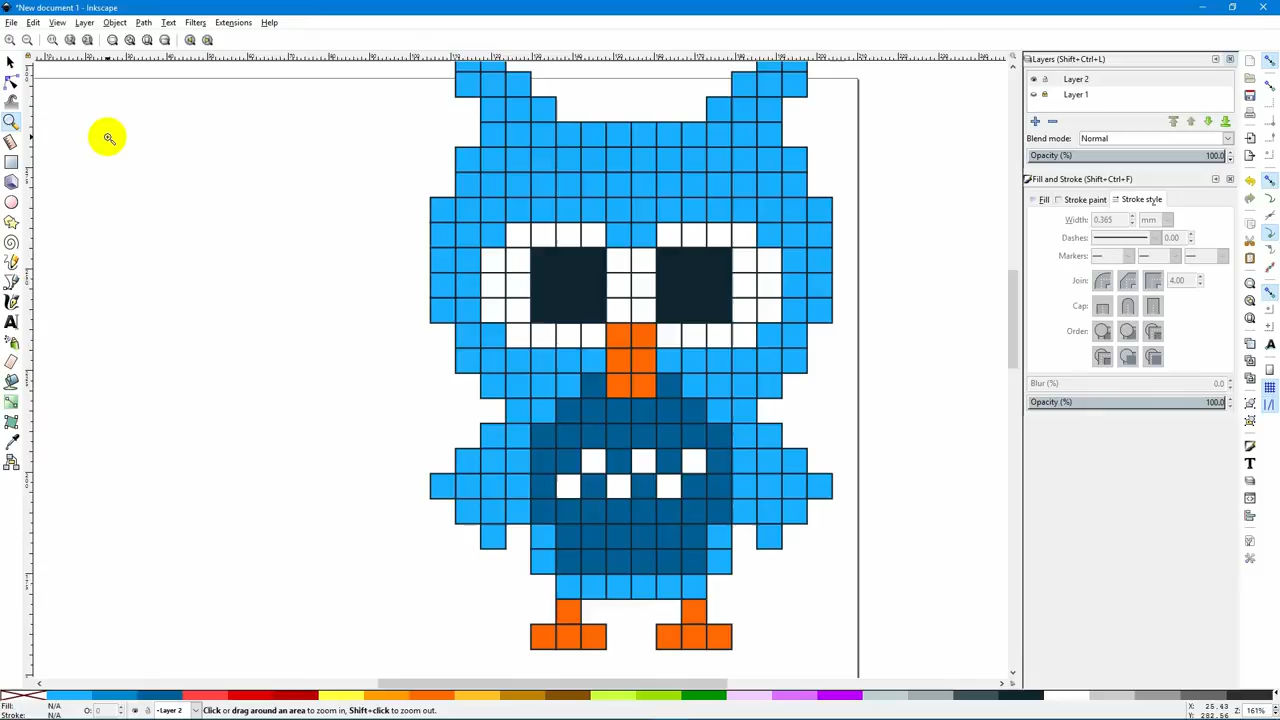 *New document 1 - Inkscape
File Edit View Layer Object Path Text Filters Extensions Help
Layers (Shift+Ctrl+L)
Layer 2
Layer 1
Blend mode: Normal
Opacity (%) 100.0
Fill and Stroke (Shift+Ctrl+F)
Fill Stroke paint Stroke style
Width: 0.365 mm
Dashes: 0.00
Markers:
Join: 4.00
Cap:
Order:
Blur (%) 0.0
Opacity (%) 100.0
Fill: N/A
Stroke: N/A
O: 0
Layer 2
Click or drag around an area to zoom in, Shift+click to zoom out.
X: 25.43
Y: 282.56
Z: 161%